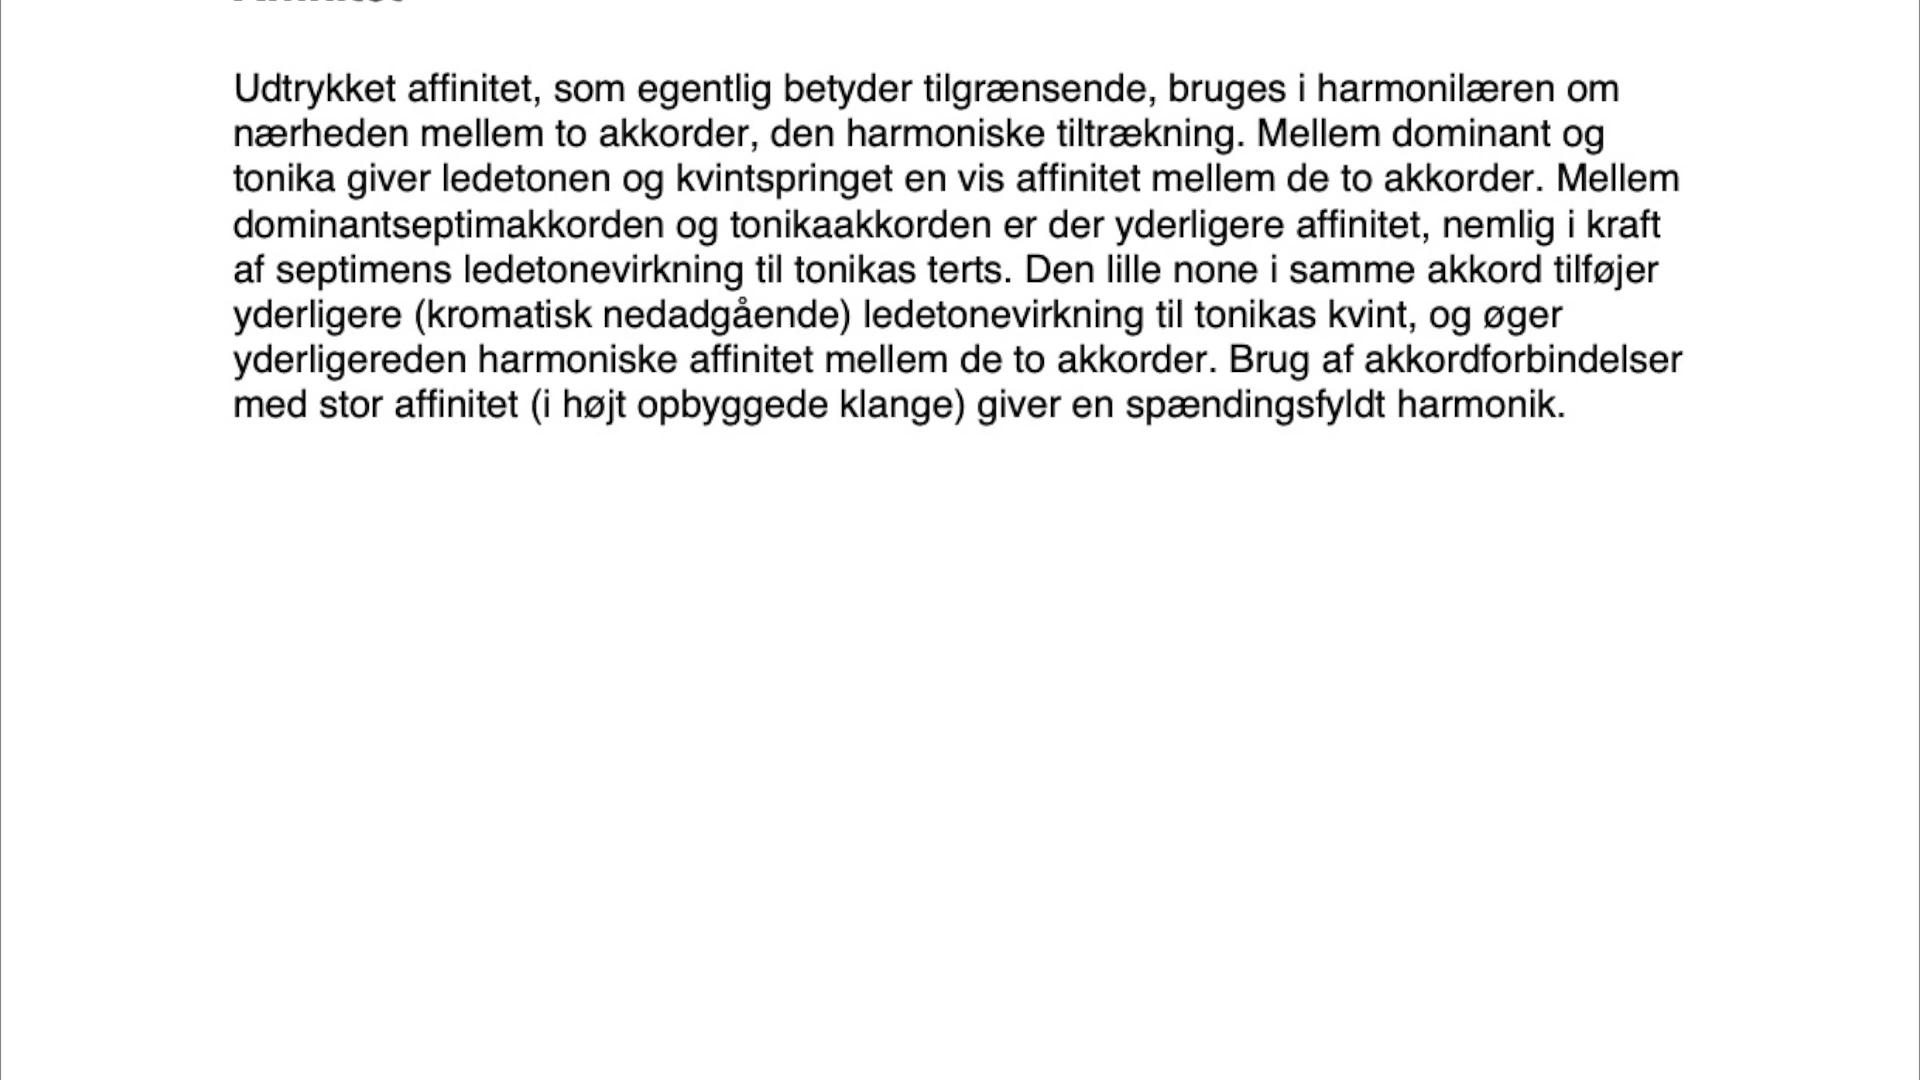 Udtrykket affinitet, som egentlig betyder tilgrænsende, bruges i harmonilæren om
nærheden mellem to akkorder, den harmoniske tiltrækning. Mellem dominant og
tonika giver ledetonen og kvintspringet en vis affinitet mellem de to akkorder. Mellem
dominantseptimakkorden og tonikaakkorden er der yderligere affinitet, nemlig i kraft
af septimens ledetonevirkning til tonikas terts. Den lille none i samme akkord tilføjer
yderligere (kromatisk nedadgående) ledetonevirkning til tonikas kvint, og øger
yderligereden harmoniske affinitet mellem de to akkorder. Brug af akkordforbindelser
med stor affinitet (i højt opbyggede klange) giver en spændingsfyldt harmonik.